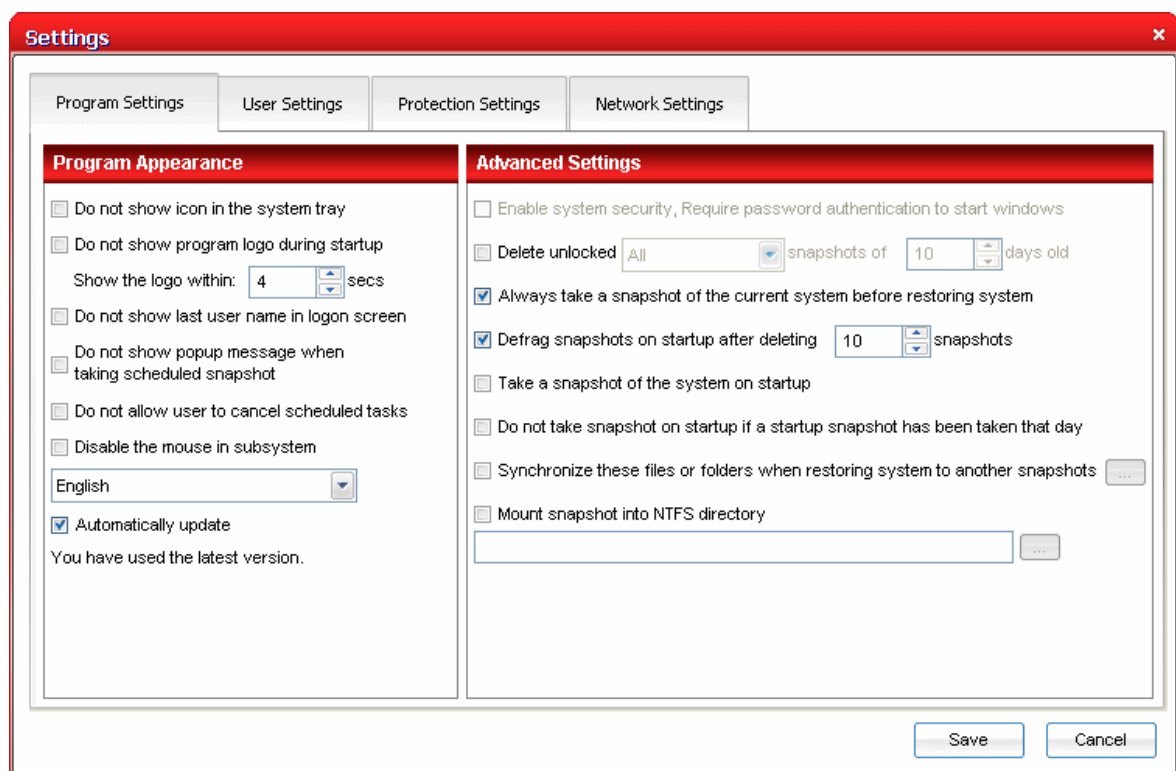 Settings
Program Settings
User Settings
Protection Settings
Network Settings
Program Appearance
Do not show icon in the system tray
Do not show program logo during startup
Show the logo within: 4 secs
Do not show last user name in logon screen
Do not show popup message when
taking scheduled snapshot
Do not allow user to cancel scheduled tasks
Disable the mouse in subsystem
English
Automatically update
You have used the latest version.
Advanced Settings
Enable system security, Require password authentication to start windows
Delete unlocked All snapshots of 10 days old
Always take a snapshot of the current system before restoring system
Defrag snapshots on startup after deleting 10 snapshots
Take a snapshot of the system on startup
Do not take snapshot on startup if a startup snapshot has been taken that day
Synchronize these files or folders when restoring system to another snapshots ...
Mount snapshot into NTFS directory
...
Save
Cancel